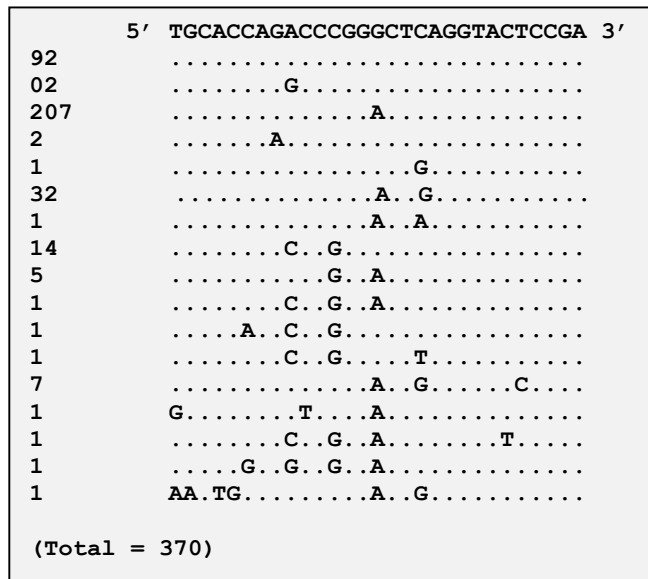 5′ TGCACCAGACCCGGGCTCAGGTACTCCGA 3′
92 .............................
02 ........G....................
207 ..............A..............
2 .......A.....................
1 .................G...........
32 ..............A..G...........
1 ..............A..A...........
14 ........C..G.................
5 ...........G..A..............
1 ........C..G..A..............
1 .....A..C..G.................
1 ........C..G.....T...........
7 ..............A..G......C....
1 G........T....A..............
1 ........C..G..A........T.....
1 .....G..G..G..A..............
1 AA.TG.........A..G...........
(Total = 370)